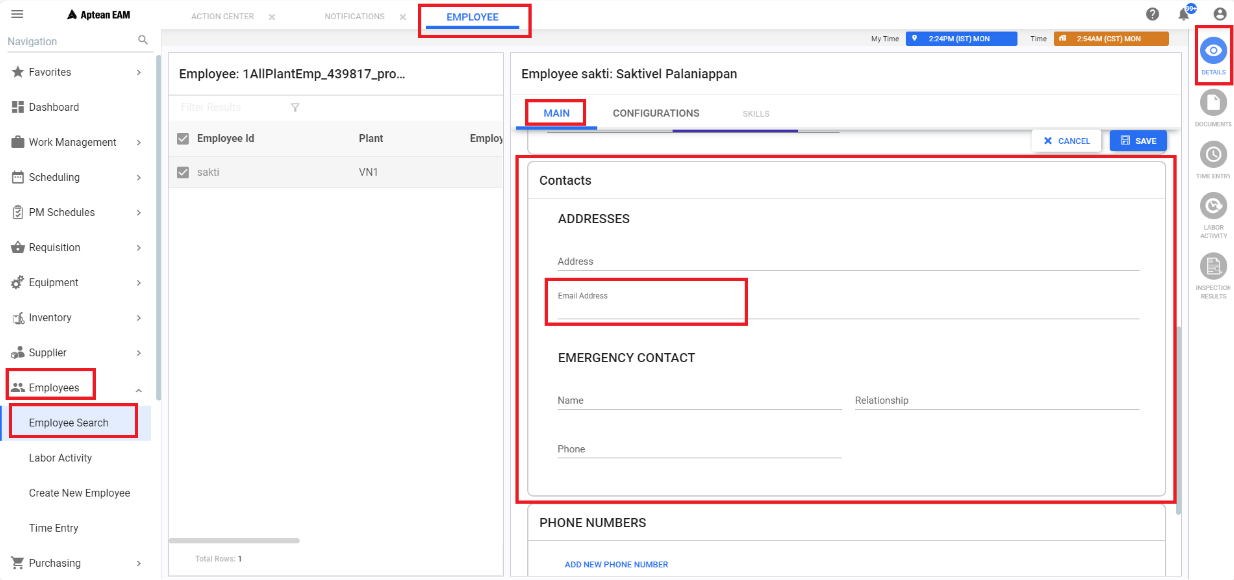 Aptean EAM
ACTION CENTER
NOTIFICATIONS
EMPLOYEE
99+
Navigation
My Time
2:24PM (IST) MON
Time
2:54AM (CST) MON
Favorites
Dashboard
Work Management
Scheduling
PM Schedules
Requisition
Equipment
Inventory
Supplier
Employees
Employee Search
Labor Activity
Create New Employee
Time Entry
Purchasing
Employee: 1AllPlantEmp_439817_pro...
Filter Results
Employee Id Plant Employ
sakti VN1
Total Rows: 1
Employee sakti: Saktivel Palaniappan
MAIN CONFIGURATIONS SKILLS
CANCEL SAVE
Contacts
ADDRESSES
Address
Email Address
EMERGENCY CONTACT
Name Relationship
Phone
PHONE NUMBERS
ADD NEW PHONE NUMBER
DETAILS
DOCUMENTS
TIME ENTRY
LABOR
ACTIVITY
INSPECTION
RESULTS